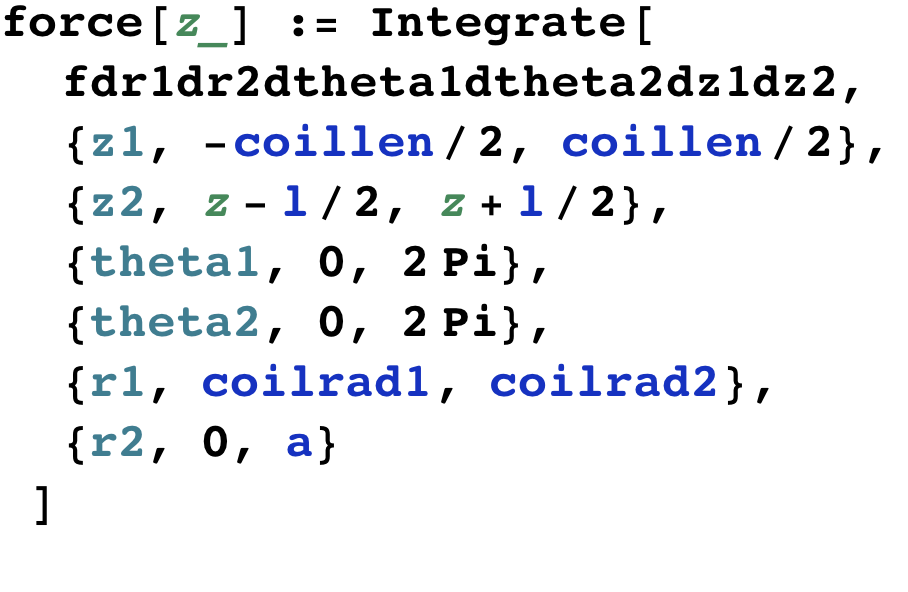 force[z_] := Integrate[
fdr1dr2dtheta1dtheta2dz1dz2,
{z1, -coillen/2, coillen/2},
{z2, z-l/2, z+l/2},
{theta1, 0, 2 Pi},
{theta2, 0, 2 Pi},
{r1, coilrad1, coilrad2},
{r2, 0, a}
]